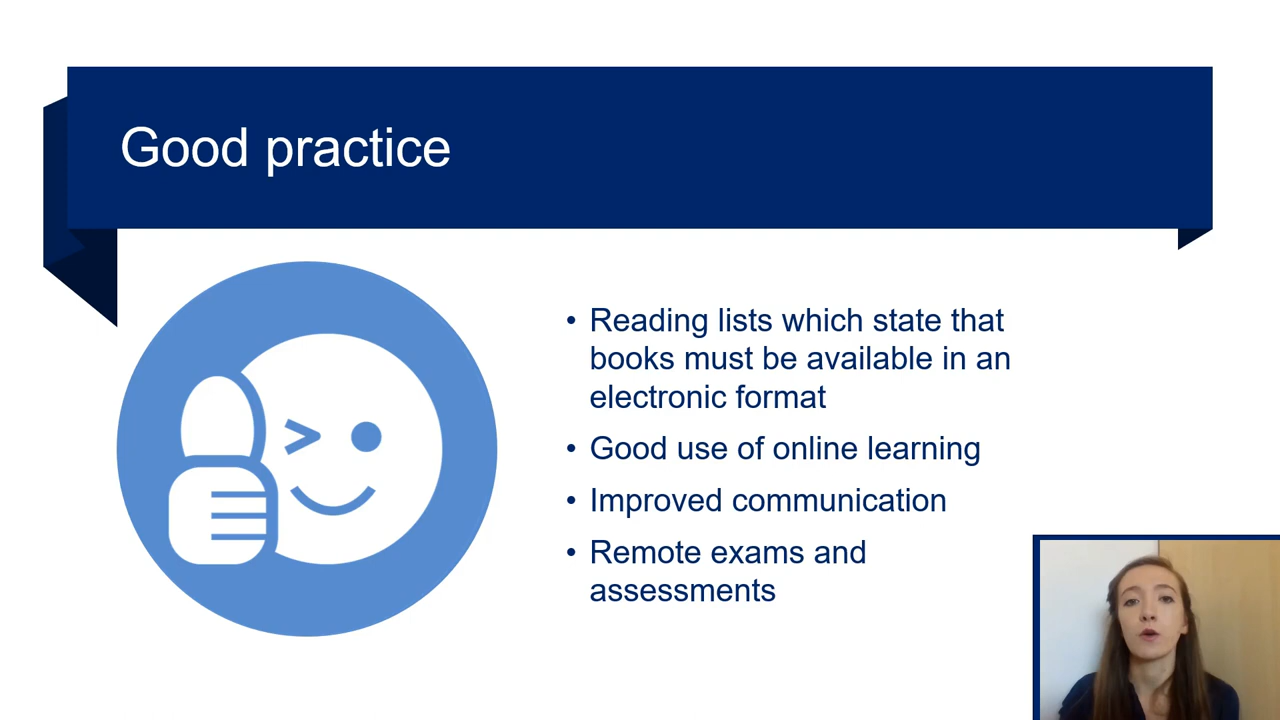 Good practice
• Reading lists which state that
books must be available in an
electronic format
• Good use of online learning
• Improved communication
• Remote exams and
assessments